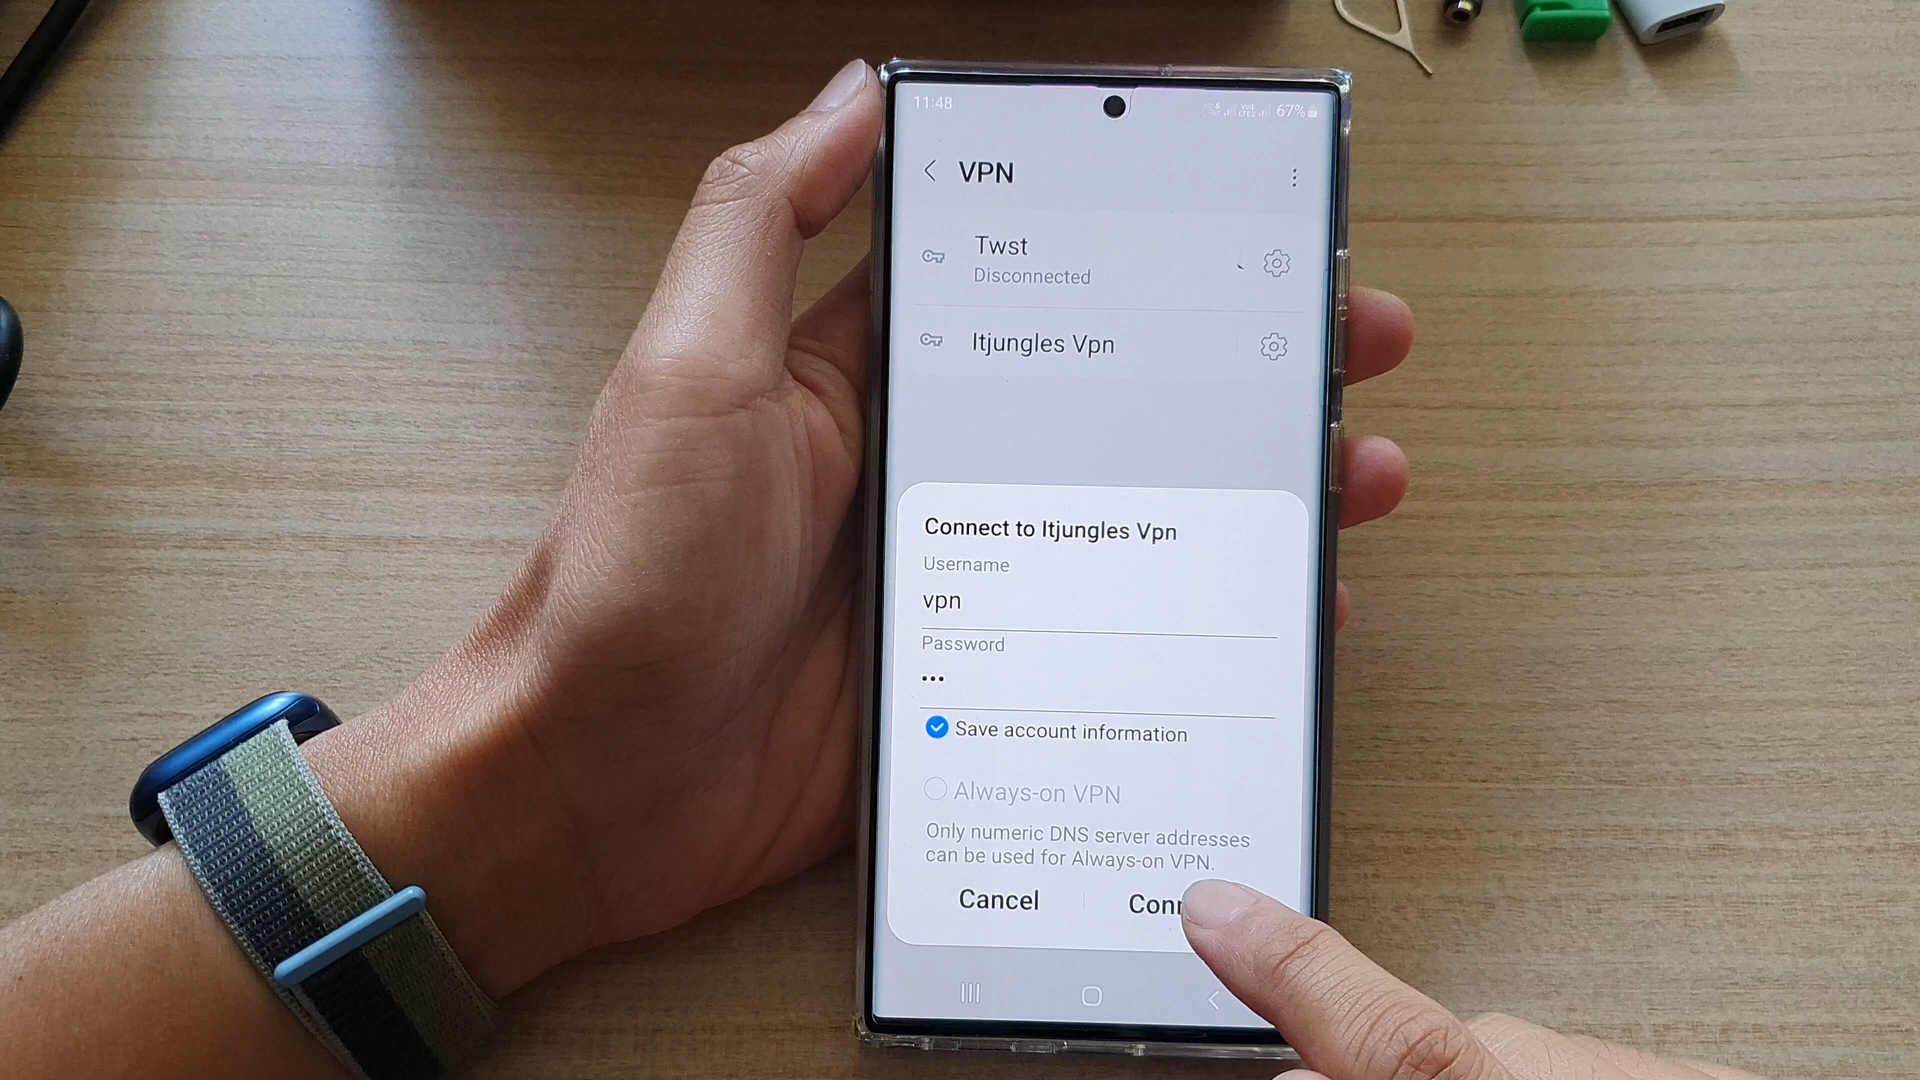 11:48
67%
VPN
Twst
Disconnected
Itjungles Vpn
Connect to Itjungles Vpn
Username
vpn
Password
•••
Save account information
Always-on VPN
Only numeric DNS server addresses
can be used for Always-on VPN.
Cancel
Conn